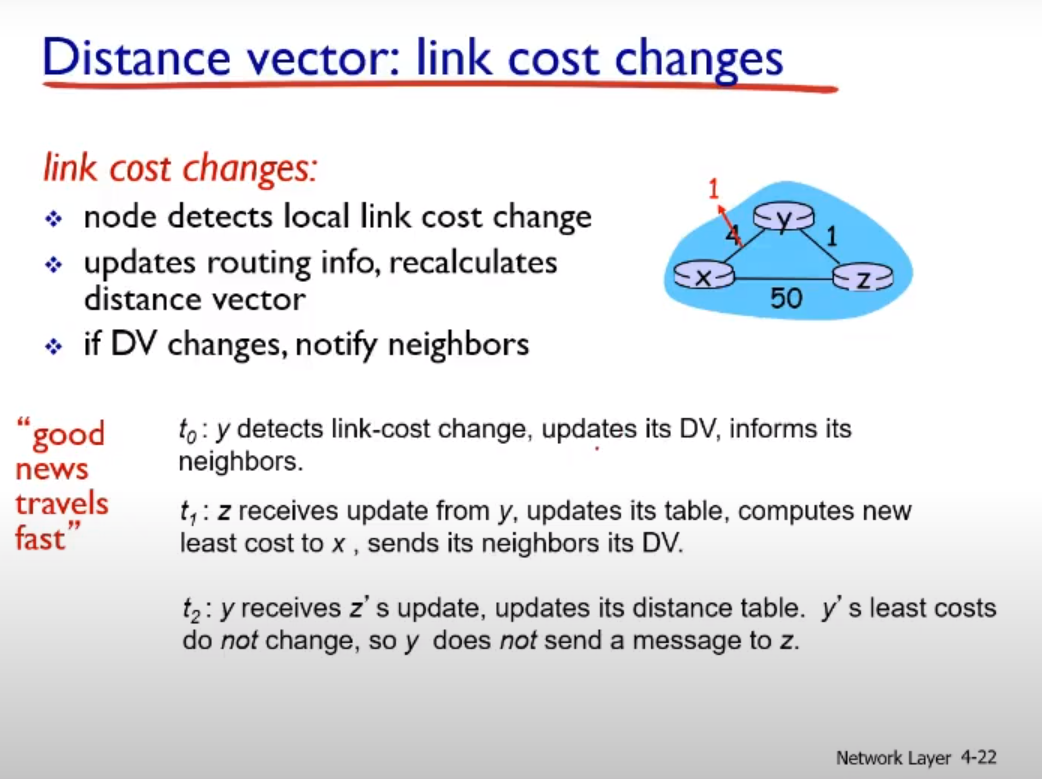 Distance vector: link cost changes
link cost changes:
❖ node detects local link cost change
❖ updates routing info, recalculates
distance vector
❖ if DV changes, notify neighbors
1
4
y
1
x
z
50
“good
news
travels
fast”
t0 : y detects link-cost change, updates its DV, informs its
neighbors.
t1 : z receives update from y, updates its table, computes new
least cost to x , sends its neighbors its DV.
t2 : y receives z’s update, updates its distance table. y’s least costs
do not change, so y does not send a message to z.
Network Layer 4-22